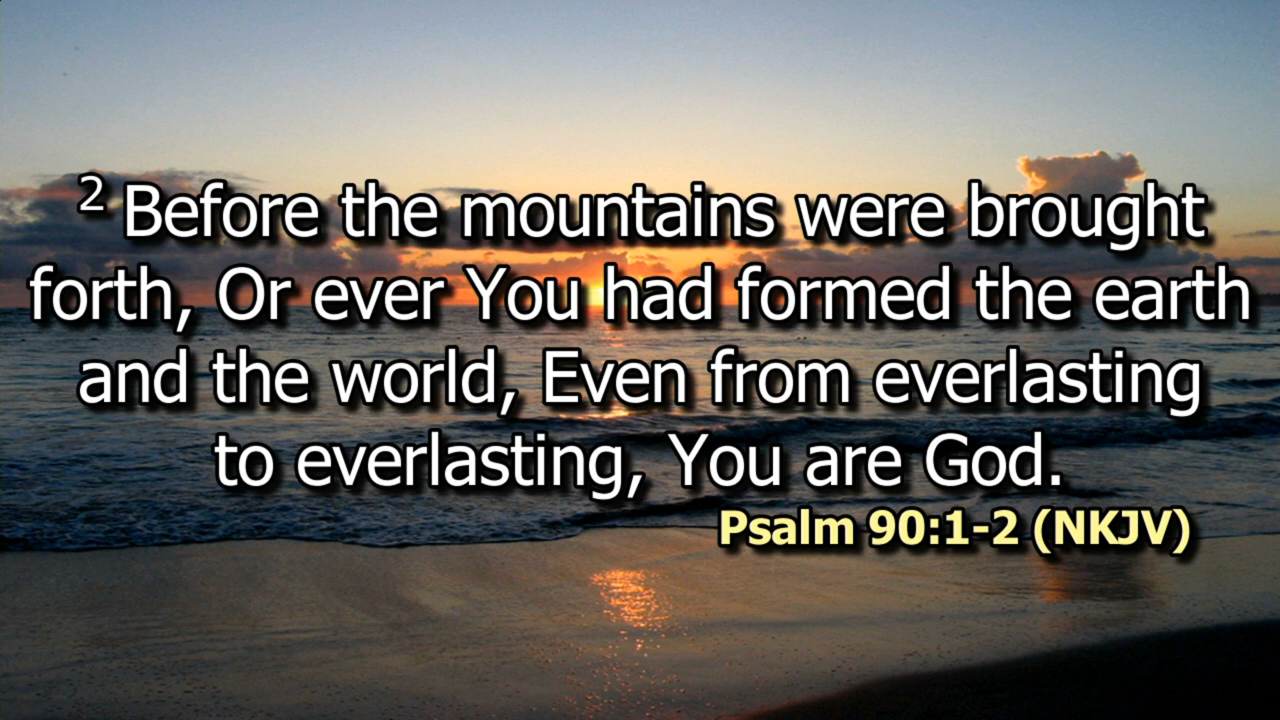 ² Before the mountains were brought
forth, Or ever You had formed the earth
and the world, Even from everlasting
to everlasting, You are God.
Psalm 90:1-2 (NKJV)